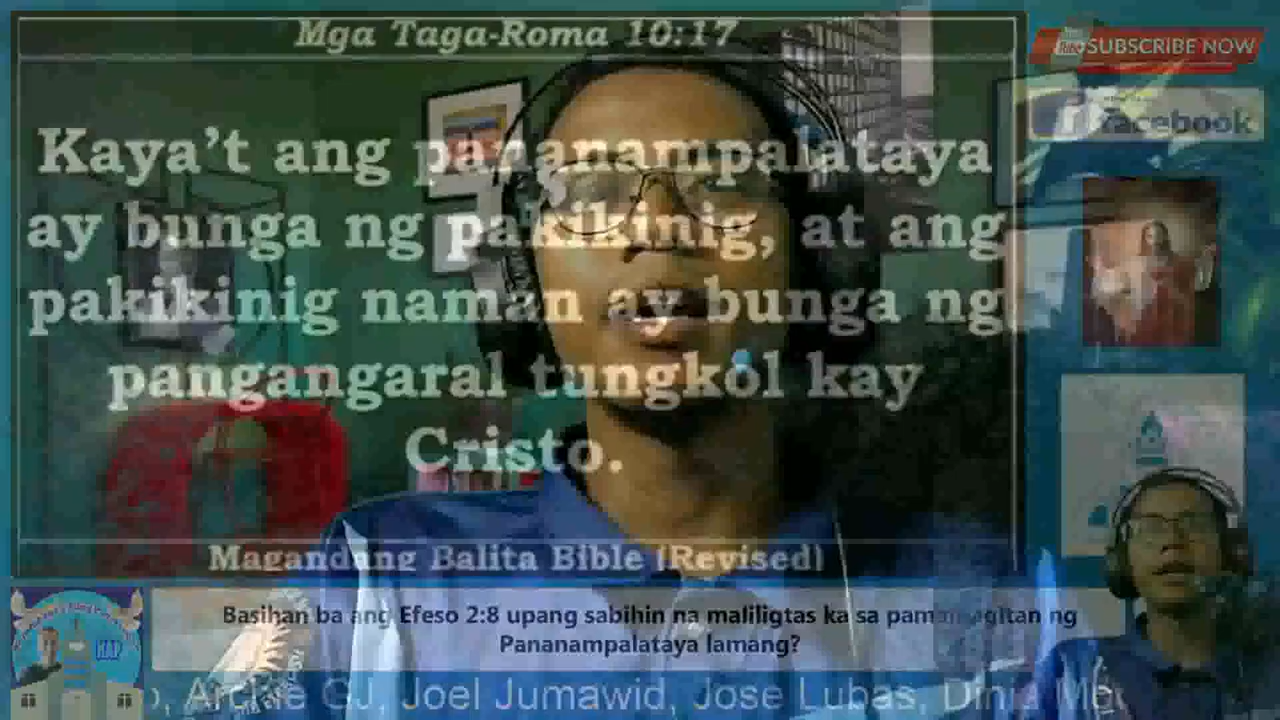 Mga Taga-Roma 10:17
SUBSCRIBE NOW
facebook
Kaya't ang pananampalataya
ay bunga ng pakikinig, at ang
pakikinig naman ay bunga ng
pangangaral tungkol kay
Cristo.
Magandang Balita Bible (Revised)
Basihan ba ang Efeso 2:8 upang sabihin na maliligtas ka sa pamamagitan ng
Pananampalataya lamang?
HAP
Archie GJ, Joel Jumawid, Jose Lubas,